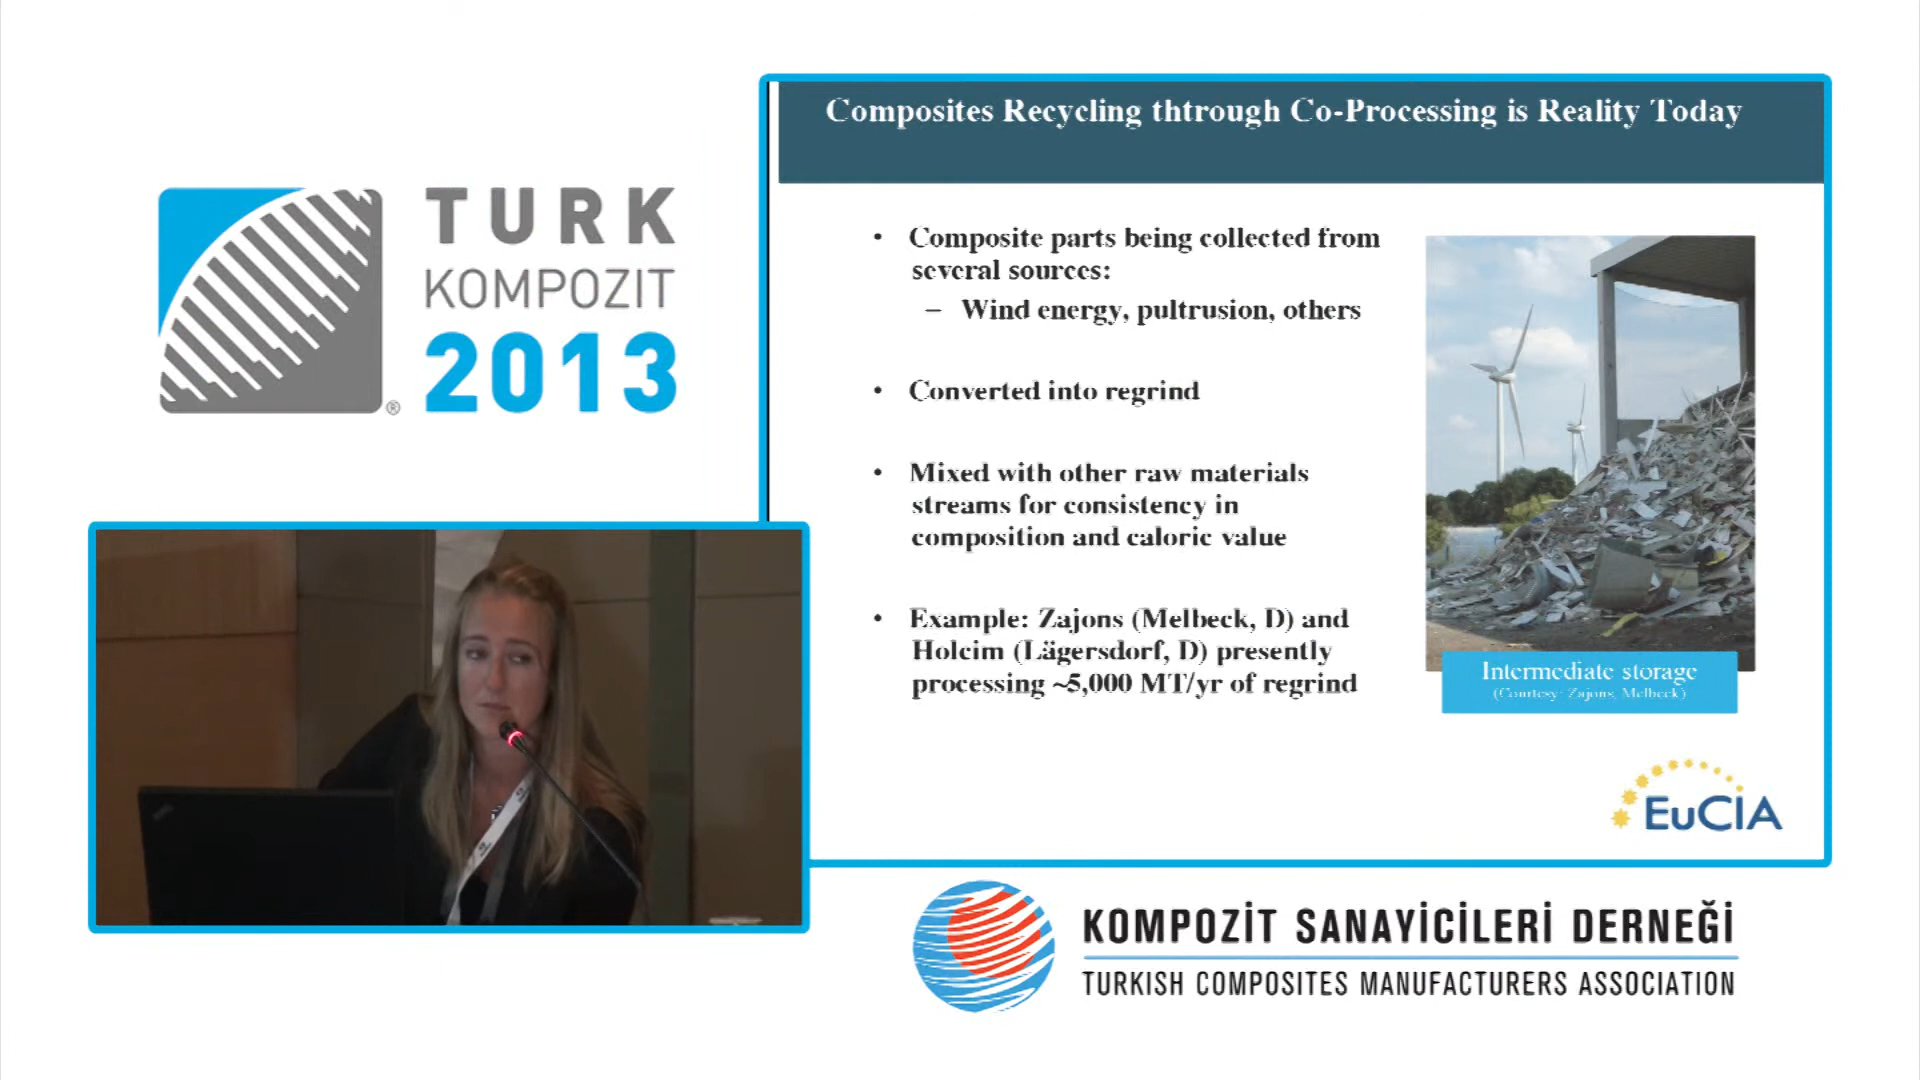 TURK
KOMPOZIT
2013
®
Composites Recycling thtrough Co-Processing is Reality Today
• Composite parts being collected from
several sources:
– Wind energy, pultrusion, others
• Converted into regrind
• Mixed with other raw materials
streams for consistency in
composition and caloric value
• Example: Zajons (Melbeck, D) and
Holcim (Lägersdorf, D) presently
processing ~5,000 MT/yr of regrind
Intermediate storage
(Courtesy: Zajons, Melbeck)
EuCIA
KOMPOZİT SANAYİCİLERİ DERNEĞİ
TURKISH COMPOSITES MANUFACTURERS ASSOCIATION